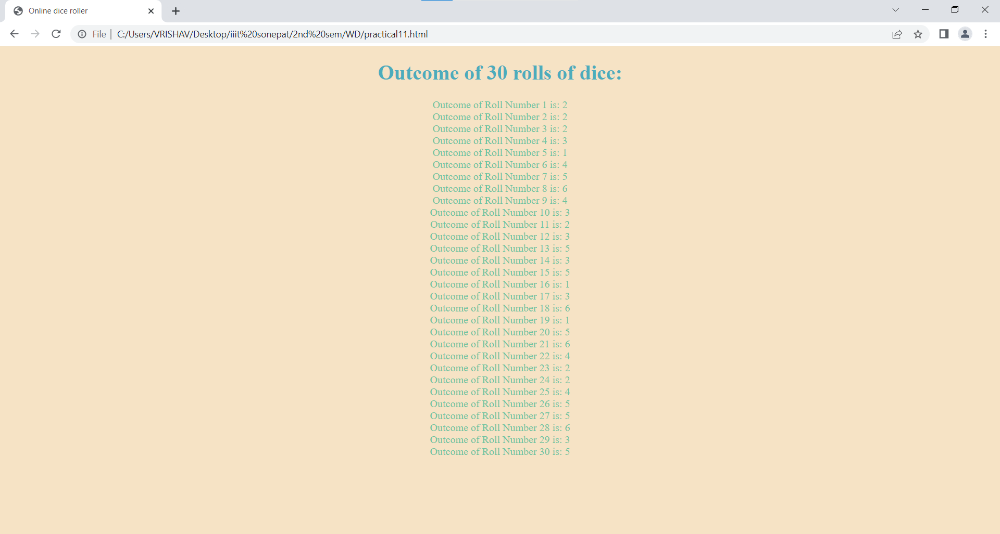 Online dice roller
File | C:/Users/VRISHAV/Desktop/iiit%20sonepat/2nd%20sem/WD/practical11.html
Outcome of 30 rolls of dice:
Outcome of Roll Number 1 is: 2
Outcome of Roll Number 2 is: 2
Outcome of Roll Number 3 is: 2
Outcome of Roll Number 4 is: 3
Outcome of Roll Number 5 is: 1
Outcome of Roll Number 6 is: 4
Outcome of Roll Number 7 is: 5
Outcome of Roll Number 8 is: 6
Outcome of Roll Number 9 is: 4
Outcome of Roll Number 10 is: 3
Outcome of Roll Number 11 is: 2
Outcome of Roll Number 12 is: 3
Outcome of Roll Number 13 is: 5
Outcome of Roll Number 14 is: 3
Outcome of Roll Number 15 is: 5
Outcome of Roll Number 16 is: 1
Outcome of Roll Number 17 is: 3
Outcome of Roll Number 18 is: 6
Outcome of Roll Number 19 is: 1
Outcome of Roll Number 20 is: 5
Outcome of Roll Number 21 is: 6
Outcome of Roll Number 22 is: 4
Outcome of Roll Number 23 is: 2
Outcome of Roll Number 24 is: 2
Outcome of Roll Number 25 is: 4
Outcome of Roll Number 26 is: 5
Outcome of Roll Number 27 is: 5
Outcome of Roll Number 28 is: 6
Outcome of Roll Number 29 is: 3
Outcome of Roll Number 30 is: 5